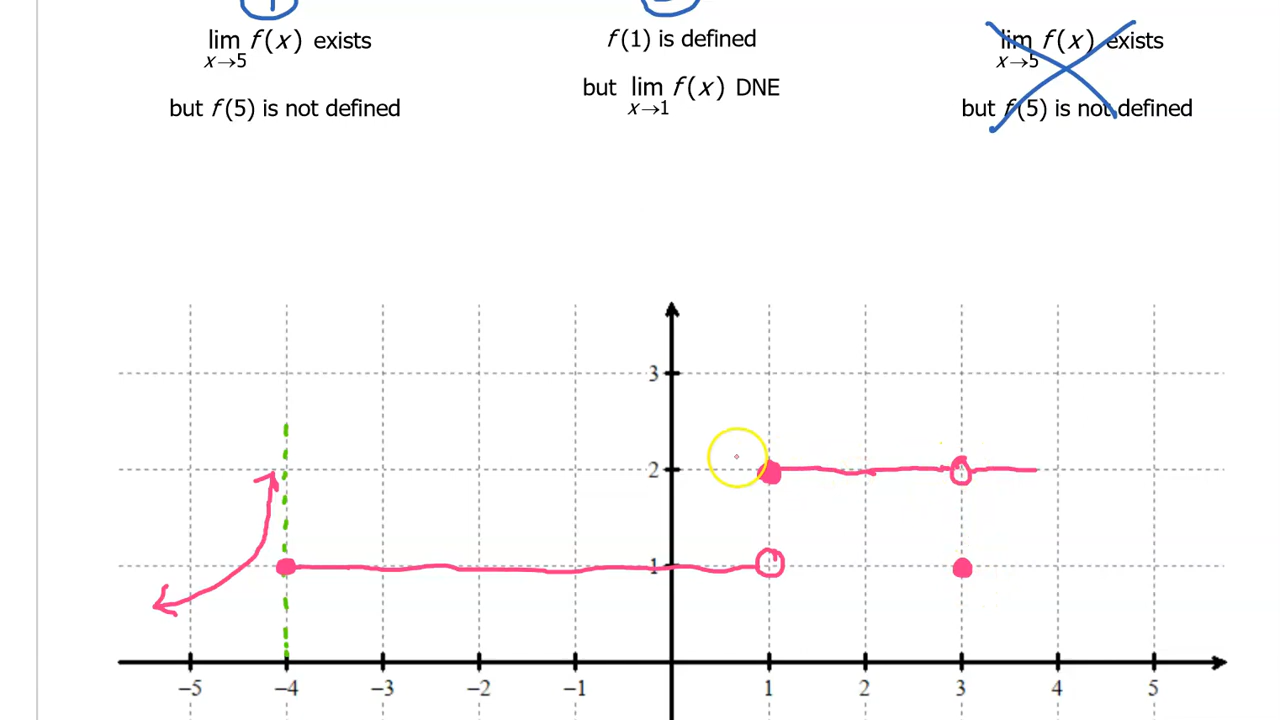 lim f(x) exists
x→5
but f(5) is not defined
f(1) is defined
but lim f(x) DNE
x→1
lim f(x) exists
x→5
but f(5) is not defined
3
2
1
−5 −4 −3 −2 −1 1 2 3 4 5